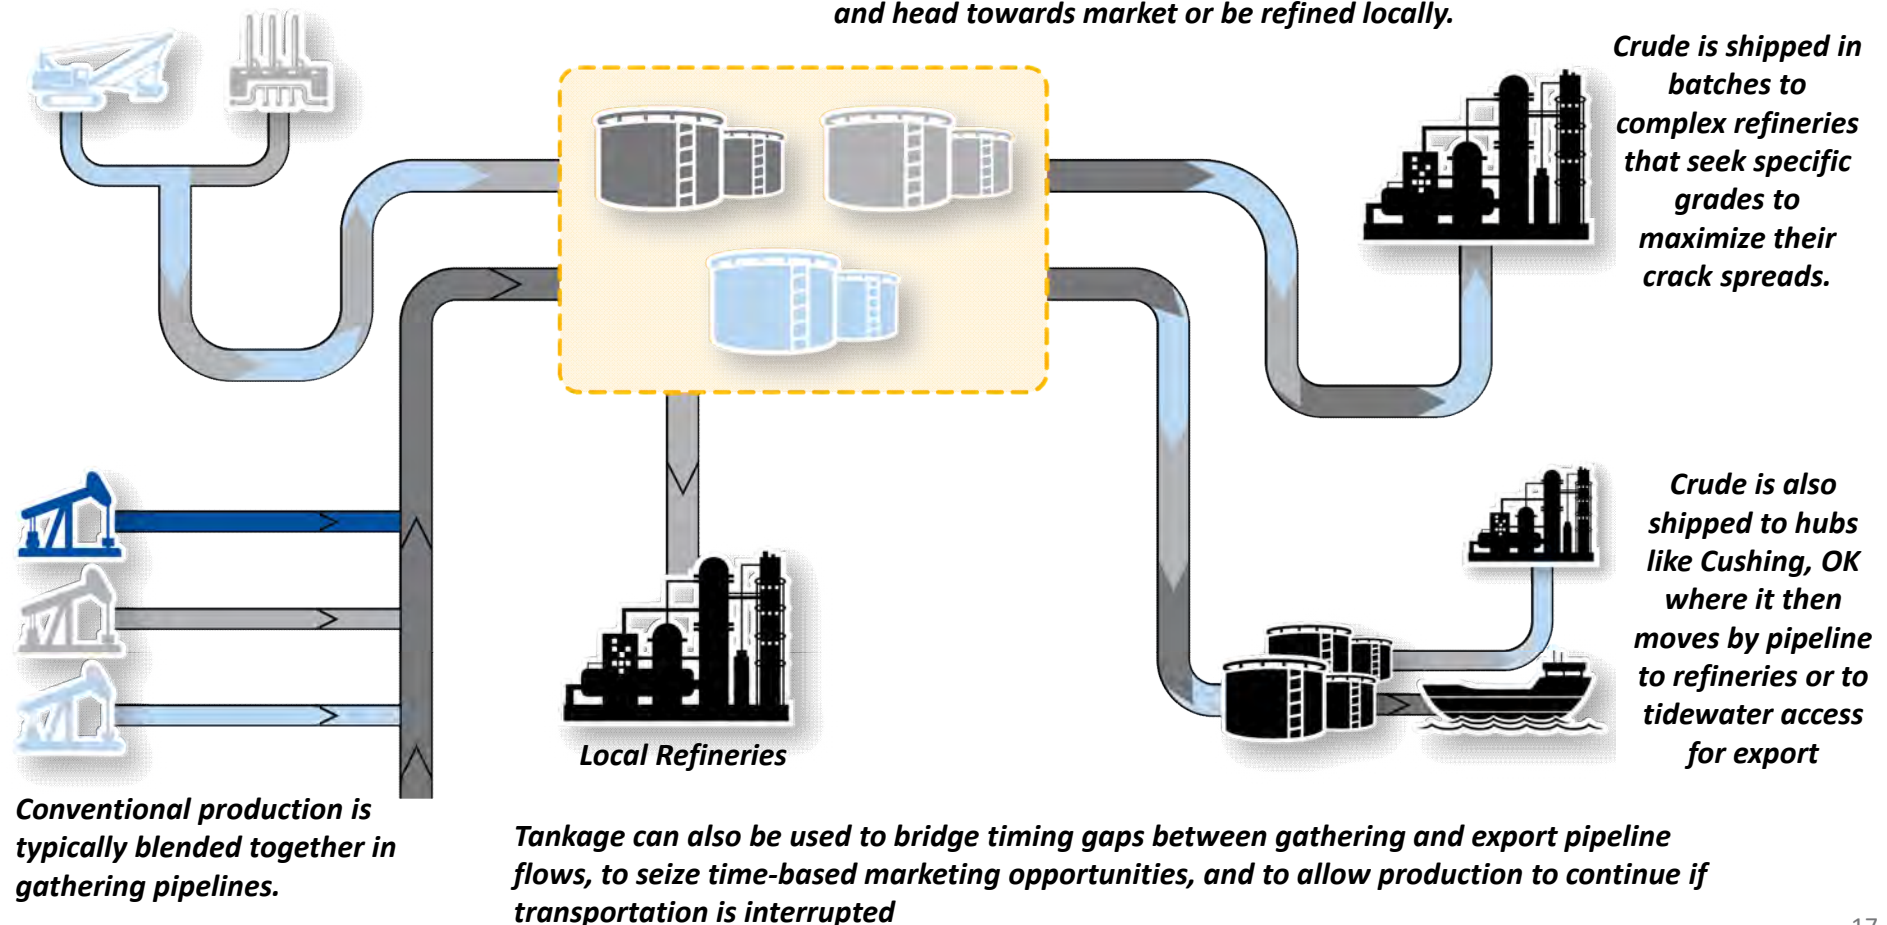 and head towards market or be refined locally.
Crude is shipped in
batches to
complex refineries
that seek specific
grades to
maximize their
crack spreads.
Crude is also
shipped to hubs
like Cushing, OK
where it then
moves by pipeline
to refineries or to
tidewater access
for export
Local Refineries
Conventional production is
typically blended together in
gathering pipelines.
Tankage can also be used to bridge timing gaps between gathering and export pipeline
flows, to seize time-based marketing opportunities, and to allow production to continue if
transportation is interrupted
17